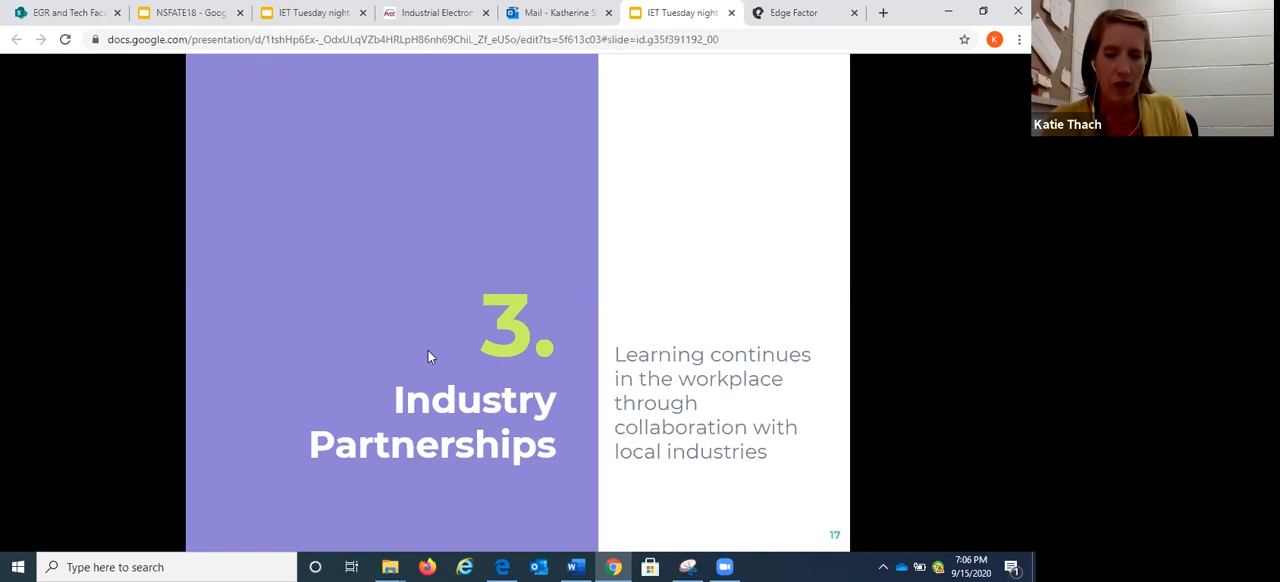 EGR and Tech Fac
NSFATE18 - Goog
IET Tuesday night
Industrial Electron
Mail - Katherine S
IET Tuesday night
Edge Factor
docs.google.com/presentation/d/1tshHp6Ex-_OdxULqVZb4HRLpH86nh69ChiL_Zf_eU5o/edit?ts=5f613c03#slide=id.g35f391192_00
K
Katie Thach
3.
Industry
Partnerships
Learning continues
in the workplace
through
collaboration with
local industries
17
Type here to search
7:06 PM
9/15/2020
1